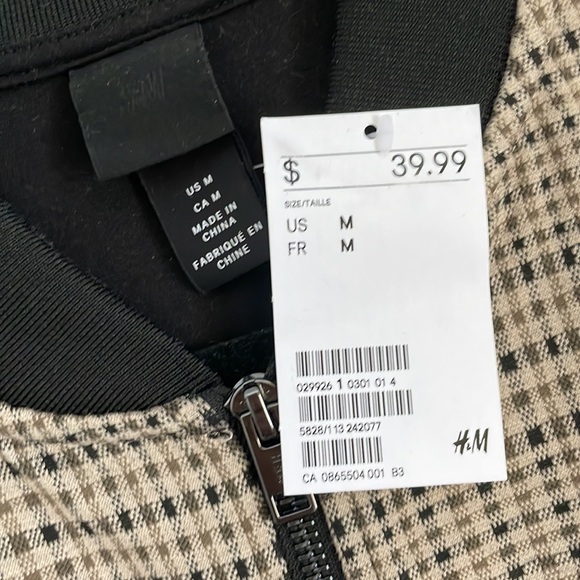 H&M
US M
CA M
MADE IN
CHINA
FABRIQUÉ EN
CHINE
$ 39.99
SIZE/TAILLE
US M
FR M
029926 1 0301 01 4
5828/113 242077
H&M
CA 0865504 001 B3